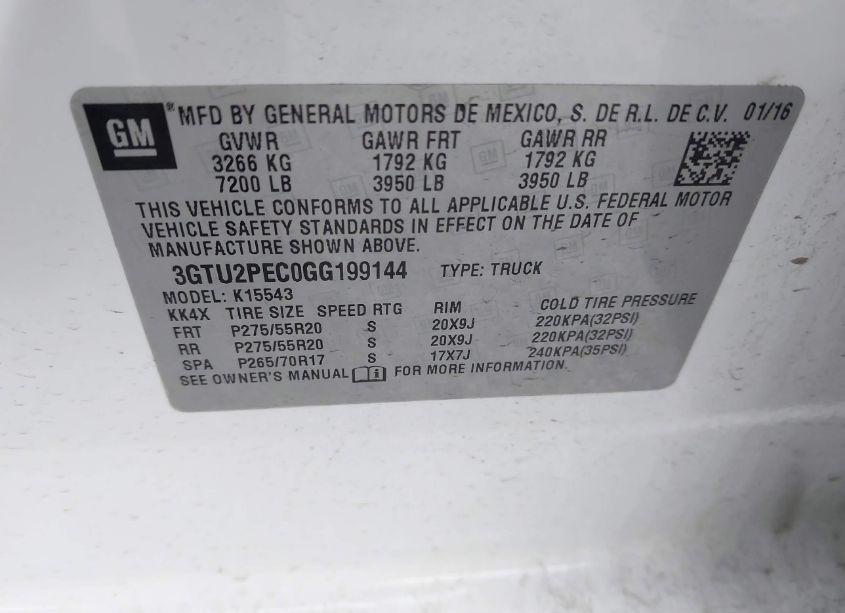 GM ® MFD BY GENERAL MOTORS DE MEXICO, S. DE R.L. DE C.V. 01/16
GVWR GAWR FRT GAWR RR
3266 KG 1792 KG 1792 KG
7200 LB 3950 LB 3950 LB
THIS VEHICLE CONFORMS TO ALL APPLICABLE U.S. FEDERAL MOTOR
VEHICLE SAFETY STANDARDS IN EFFECT ON THE DATE OF
MANUFACTURE SHOWN ABOVE.
3GTU2PEC0GG199144 TYPE: TRUCK
MODEL: K15543
KK4X TIRE SIZE SPEED RTG RIM COLD TIRE PRESSURE
FRT P275/55R20 S 20X9J 220KPA(32PSI)
RR P275/55R20 S 20X9J 220KPA(32PSI)
SPA P265/70R17 S 17X7J 240KPA(35PSI)
SEE OWNER'S MANUAL FOR MORE INFORMATION.